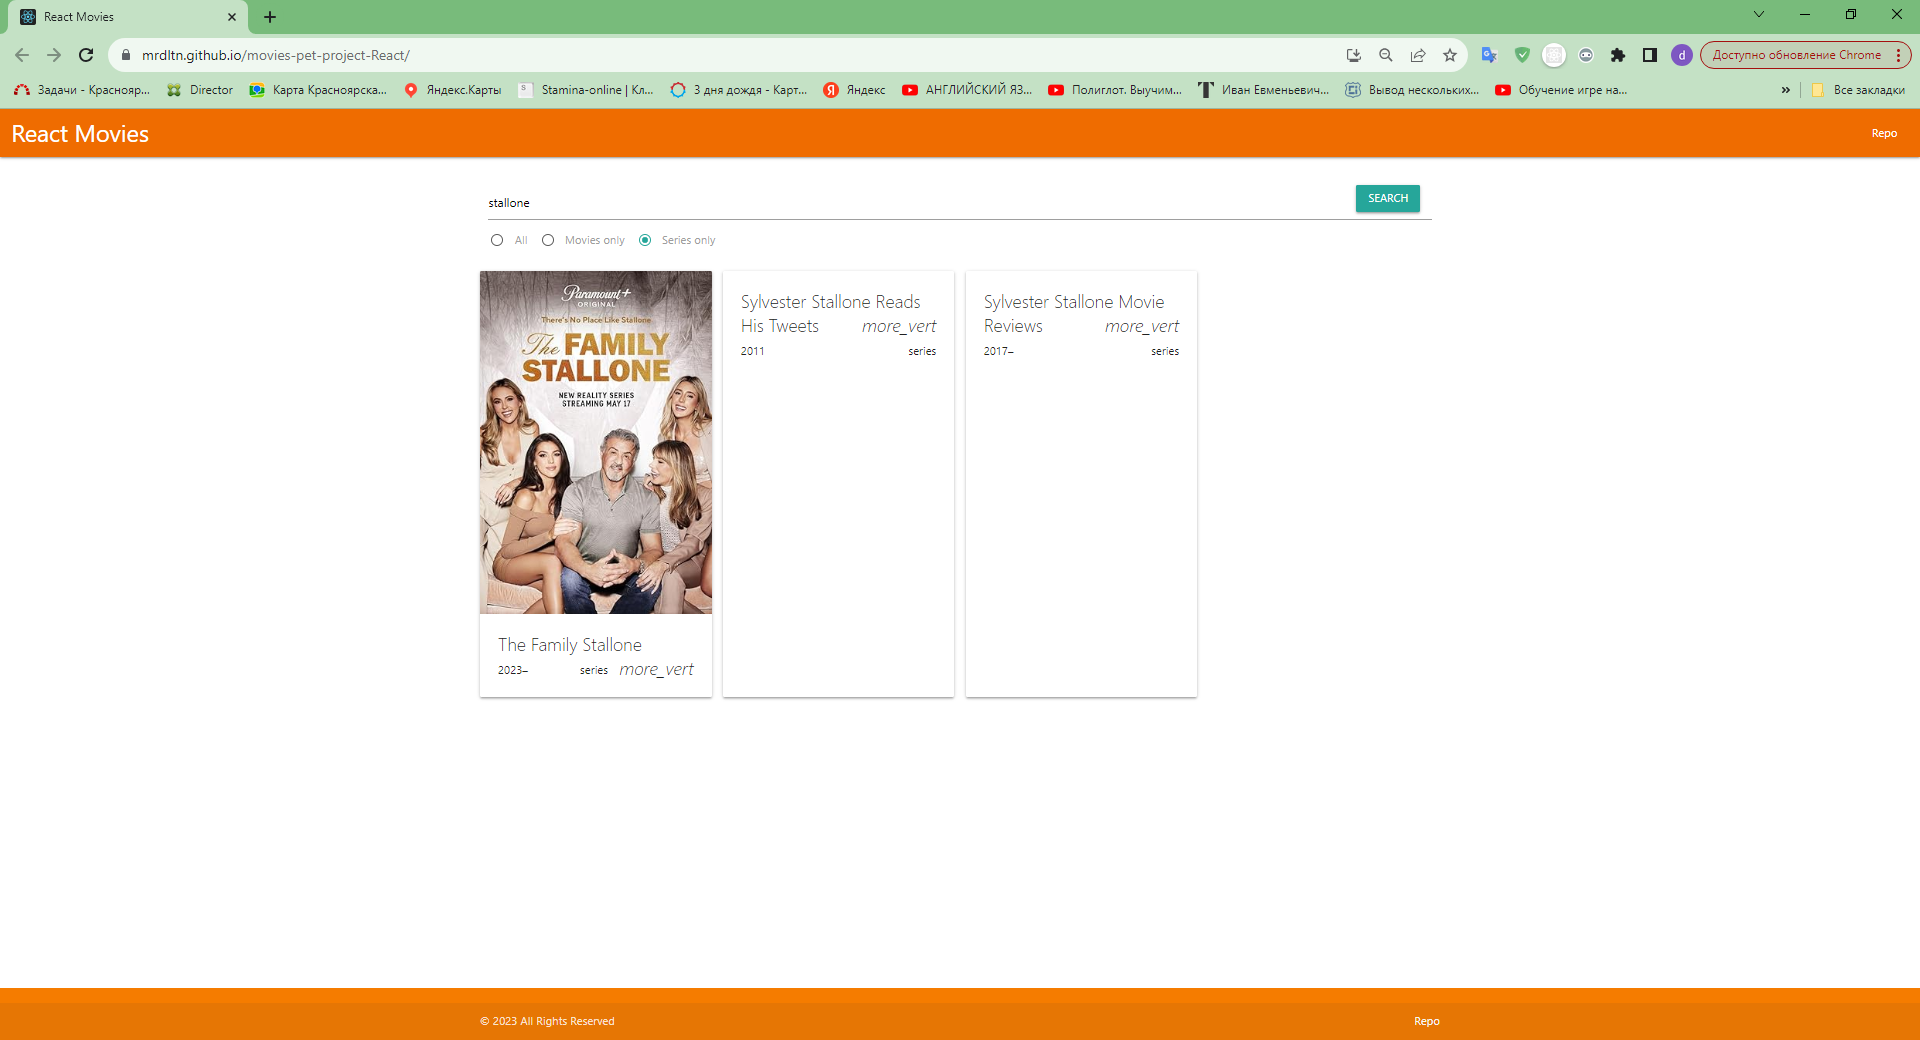 React Movies
mrdltn.github.io/movies-pet-project-React/
d
Доступно обновление Chrome
Задачи - Краснояр...
Director
Карта Красноярска...
Яндекс.Карты
S
Stamina-online | Кл...
3 дня дождя - Карт...
Я
Яндекс
АНГЛИЙСКИЙ ЯЗ...
Полиглот. Выучим...
T
Иван Евменьевич...
Вывод нескольких...
Обучение игре на...
»
Все закладки
React Movies
Repo
stallone
SEARCH
All
Movies only
Series only
Paramount+
ORIGINAL
There's No Place Like Stallone
The FAMILY
STALLONE
NEW REALITY SERIES
STREAMING MAY 17
The Family Stallone
2023–
series
more_vert
Sylvester Stallone Reads
His Tweets
more_vert
2011
series
Sylvester Stallone Movie
Reviews
more_vert
2017–
series
© 2023 All Rights Reserved
Repo